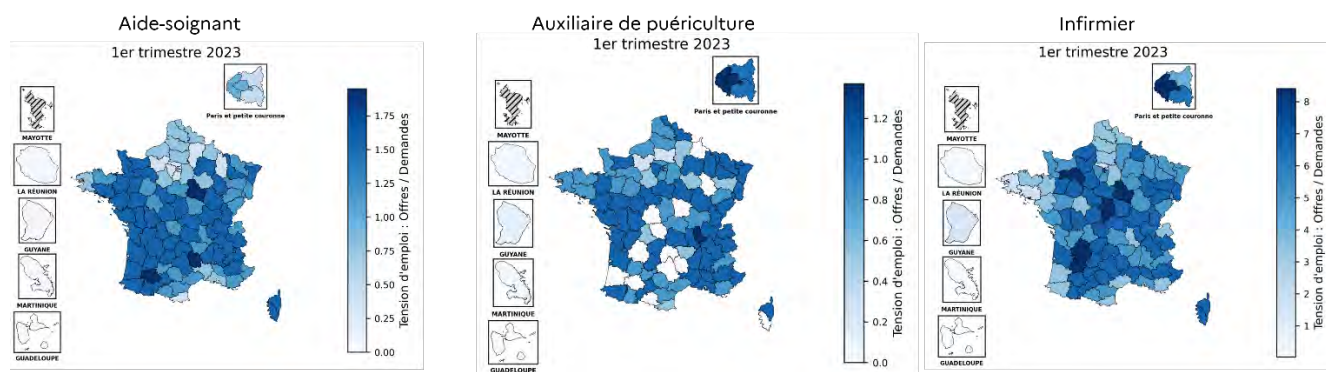 Aide-soignant
1er trimestre 2023
Paris et petite couronne
MAYOTTE
LA RÉUNION
GUYANE
MARTINIQUE
GUADELOUPE
1.75
1.50
1.25
1.00
0.75
0.50
0.25
0.00
Tension d'emploi : Offres / Demandes
Auxiliaire de puériculture
1er trimestre 2023
Paris et petite couronne
MAYOTTE
LA RÉUNION
GUYANE
MARTINIQUE
GUADELOUPE
1.2
1.0
0.8
0.6
0.4
0.2
0.0
Tension d'emploi : Offres / Demandes
Infirmier
1er trimestre 2023
Paris et petite couronne
MAYOTTE
LA RÉUNION
GUYANE
MARTINIQUE
GUADELOUPE
8
7
6
5
4
3
2
1
Tension d'emploi : Offres / Demandes